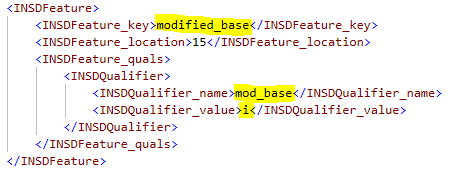 <INSDFeature>
<INSDFeature_key>modified_base</INSDFeature_key>
<INSDFeature_location>15</INSDFeature_location>
<INSDFeature_quals>
<INSDQualifier>
<INSDQualifier_name>mod_base</INSDQualifier_name>
<INSDQualifier_value>i</INSDQualifier_value>
</INSDQualifier>
</INSDFeature_quals>
</INSDFeature>